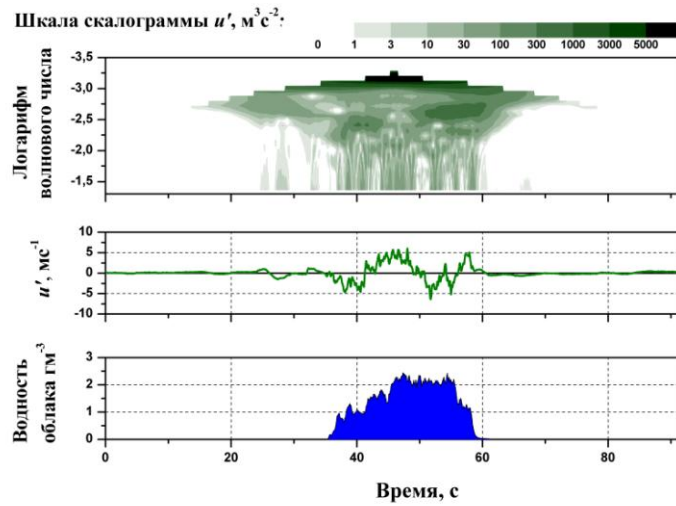 Шкала скалограммы u', м³с⁻²:
0 1 3 10 30 100 300 1000 3000 5000
Логарифм
волнового числа
-3,5
-3,0
-2,5
-2,0
-1,5
u', мс⁻¹
10
5
0
-5
-10
Водность
облака гм⁻³
3
2
1
0
0 20 40 60 80
Время, с